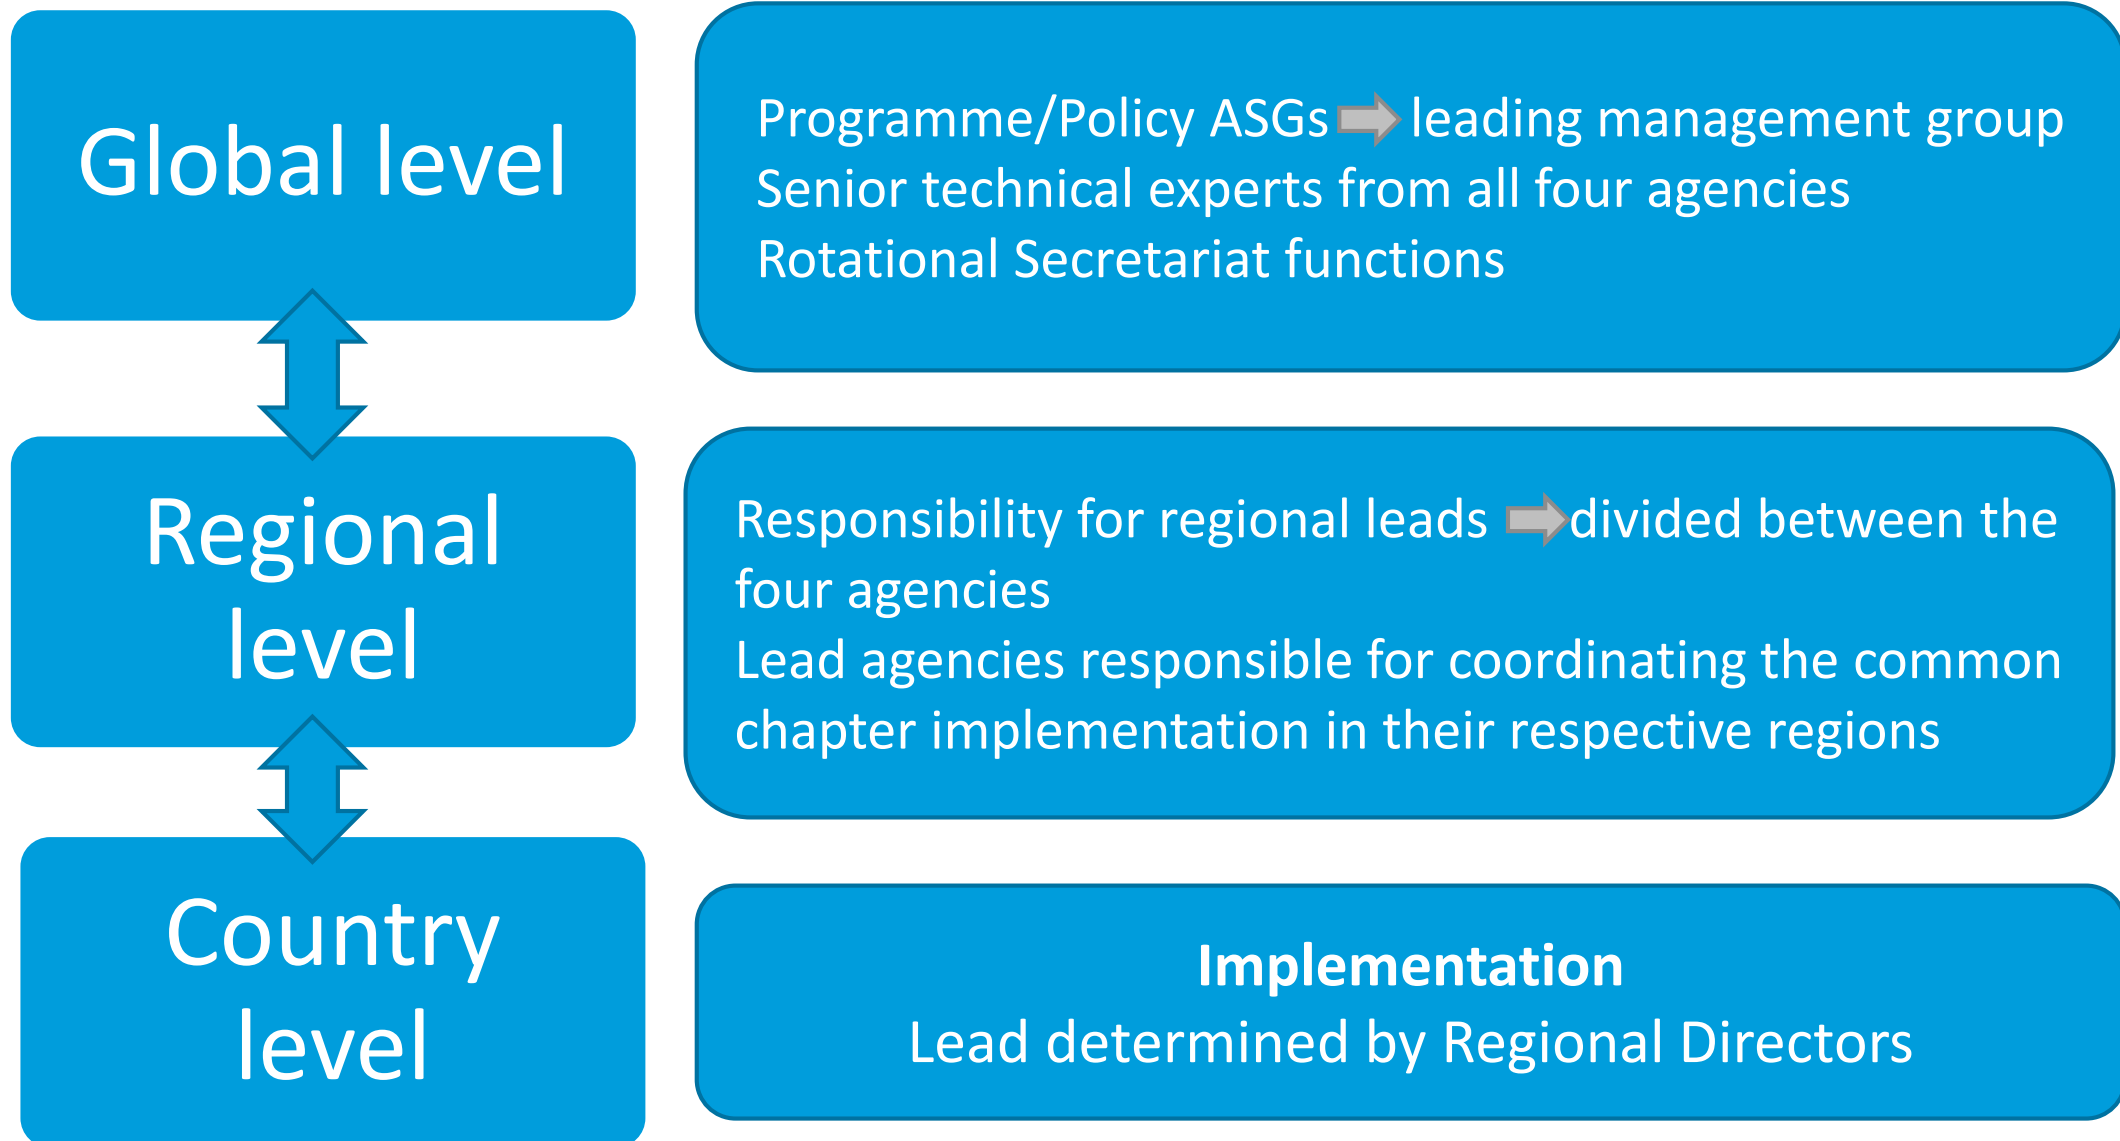 Global level
Programme/Policy ASGs leading management group
Senior technical experts from all four agencies
Rotational Secretariat functions
Regional
level
Responsibility for regional leads divided between the
four agencies
Lead agencies responsible for coordinating the common
chapter implementation in their respective regions
Country
level
Implementation
Lead determined by Regional Directors